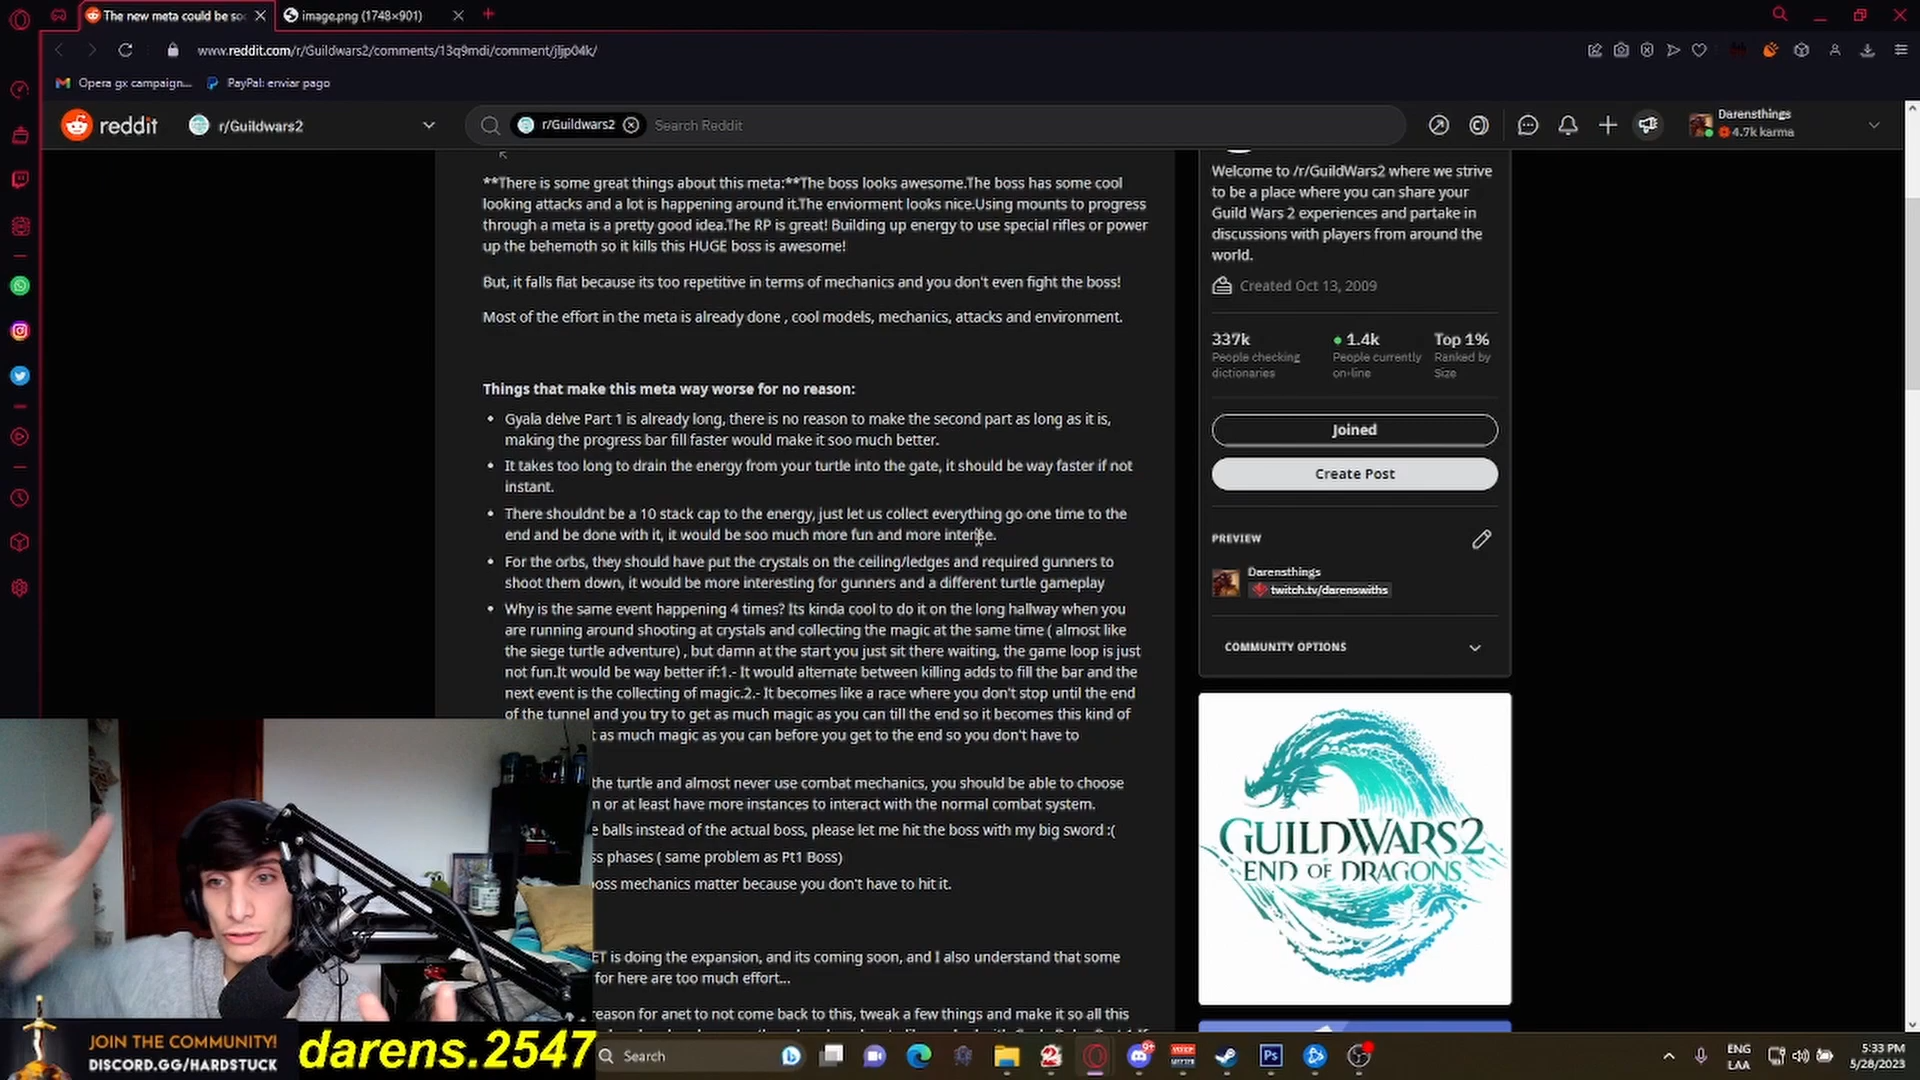 The new meta could be so
image.png (1748×901)
www.reddit.com/r/Guildwars2/comments/13q9mdi/comment/jljp04k/
Opera gx campaign...
PayPal: enviar pago
reddit
r/Guildwars2
r/Guildwars2
Search Reddit
Darensthings
4.7k karma
**There is some great things about this meta:**The boss looks awesome.The boss has some cool
looking attacks and a lot is happening around it.The enviorment looks nice.Using mounts to progress
through a meta is a pretty good idea.The RP is great! Building up energy to use special rifles or power
up the behemoth so it kills this HUGE boss is awesome!
But, it falls flat because its too repetitive in terms of mechanics and you don't even fight the boss!
Most of the effort in the meta is already done , cool models, mechanics, attacks and environment.
Things that make this meta way worse for no reason:
Gyala delve Part 1 is already long, there is no reason to make the second part as long as it is,
making the progress bar fill faster would make it soo much better.
It takes too long to drain the energy from your turtle into the gate, it should be way faster if not
instant.
There shouldnt be a 10 stack cap to the energy, just let us collect everything go one time to the
end and be done with it, it would be soo much more fun and more intense.
For the orbs, they should have put the crystals on the ceiling/ledges and required gunners to
shoot them down, it would be more interesting for gunners and a different turtle gameplay
Why is the same event happening 4 times? Its kinda cool to do it on the long hallway when you
are running around shooting at crystals and collecting the magic at the same time ( almost like
the siege turtle adventure) , but damn at the start you just sit there waiting, the game loop is just
not fun.It would be way better if:1.- It would alternate between killing adds to fill the bar and the
next event is the collecting of magic.2.- It becomes like a race where you don't stop until the end
of the tunnel and you try to get as much magic as you can till the end so it becomes this kind of
as much magic as you can before you get to the end so you don't have to
the turtle and almost never use combat mechanics, you should be able to choose
or at least have more instances to interact with the normal combat system.
balls instead of the actual boss, please let me hit the boss with my big sword :(
phases ( same problem as Pt1 Boss)
mechanics matter because you don't have to hit it.
is doing the expansion, and its coming soon, and I also understand that some
for here are too much effort...
reason for anet to not come back to this, tweak a few things and make it so all this
Welcome to /r/GuildWars2 where we strive
to be a place where you can share your
Guild Wars 2 experiences and partake in
discussions with players from around the
world.
Created Oct 13, 2009
337k
People checking
dictionaries
1.4k
People currently
on-line
Top 1%
Ranked by
Size
Joined
Create Post
PREVIEW
Darensthings
twitch.tv/darenswiths
COMMUNITY OPTIONS
GUILDWARS2
END OF DRAGONS
JOIN THE COMMUNITY!
DISCORD.GG/HARDSTUCK
darens.2547
Search
9+
Ps
ENG
LAA
5:33 PM
5/28/2023